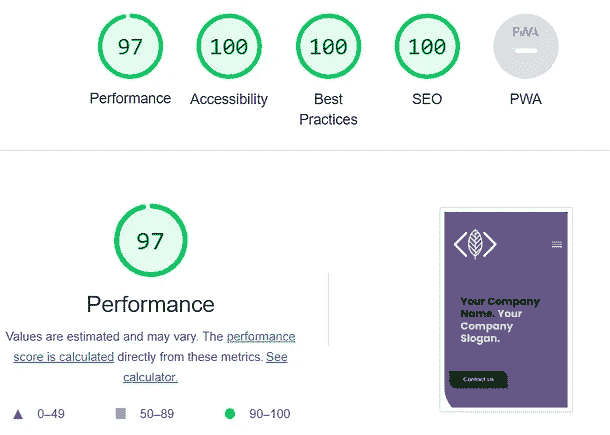 97 100 100 100 PWA
Performance Accessibility Best Practices SEO PWA
97
Performance
Values are estimated and may vary. The performance
score is calculated directly from these metrics. See
calculator.
0–49 50–89 90–100
Your Company
Name. Your
Company
Slogan.
Contact us